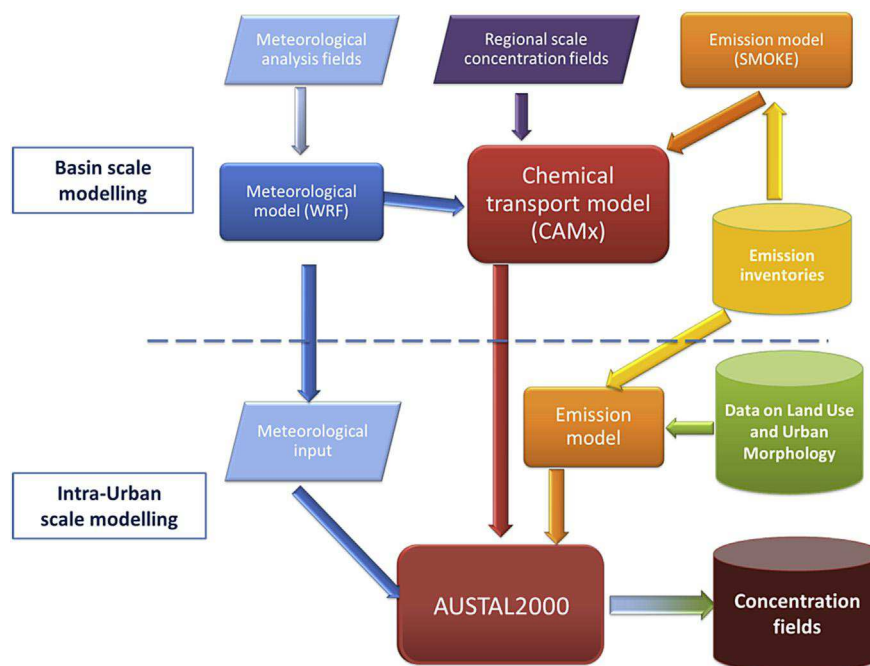 Meteorological
analysis fields
Regional scale
concentration fields
Emission model
(SMOKE)
Basin scale
modelling
Meteorological
model (WRF)
Chemical
transport model
(CAMx)
Emission
inventories
Meteorological
input
Emission
model
Data on Land Use
and Urban
Morphology
Intra-Urban
scale modelling
AUSTAL2000
Concentration
fields